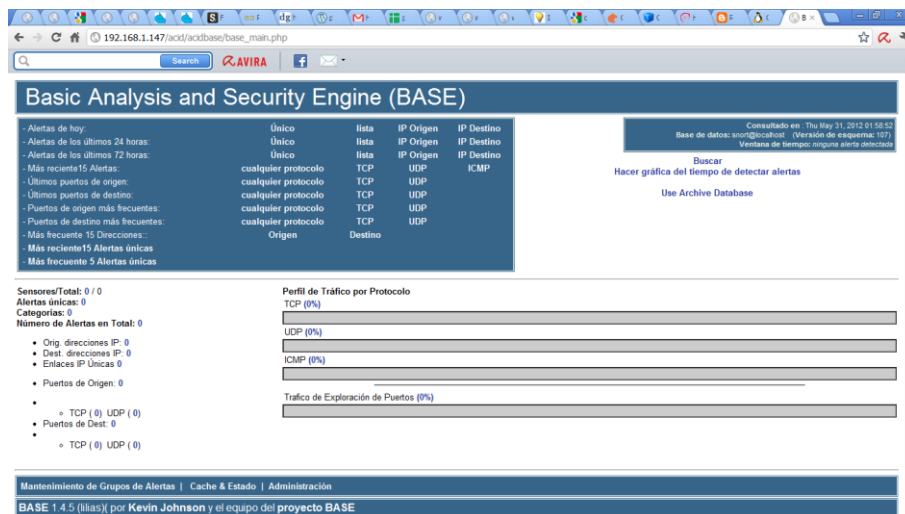 192.168.1.147/acid/acidbase/base_main.php
Search AVIRA
Basic Analysis and Security Engine (BASE)
- Alertas de hoy: Único lista IP Origen IP Destino
- Alertas de los últimos 24 horas: Único lista IP Origen IP Destino
- Alertas de los últimos 72 horas: Único lista IP Origen IP Destino
- Más reciente15 Alertas: cualquier protocolo TCP UDP ICMP
- Últimos puertos de origen: cualquier protocolo TCP UDP
- Últimos puertos de destino: cualquier protocolo TCP UDP
- Puertos de origen más frecuentes: cualquier protocolo TCP UDP
- Puertos de destino más frecuentes: cualquier protocolo TCP UDP
- Más frecuente 15 Direcciones:: Origen Destino
- Más reciente15 Alertas únicas
- Más frecuente 5 Alertas únicas
Consultado en : Thu May 31, 2012 01:58:52
Base de datos: snort@localhost (Versión de esquema: 107)
Ventana de tiempo: ninguna alerta detectada
Buscar
Hacer gráfica del tiempo de detectar alertas
Use Archive Database
Sensores/Total: 0 / 0
Alertas únicas: 0
Categorias: 0
Número de Alertas en Total: 0
Orig. direcciones IP: 0
Dest. direcciones IP: 0
Enlaces IP Únicas 0
Puertos de Origen: 0
TCP ( 0) UDP ( 0)
Puertos de Dest: 0
TCP ( 0) UDP ( 0)
Perfil de Tráfico por Protocolo
TCP (0%)
UDP (0%)
ICMP (0%)
Trafico de Exploración de Puertos (0%)
Mantenimiento de Grupos de Alertas | Cache & Estado | Administración
BASE 1.4.5 (lilias)( por Kevin Johnson y el equipo del proyecto BASE